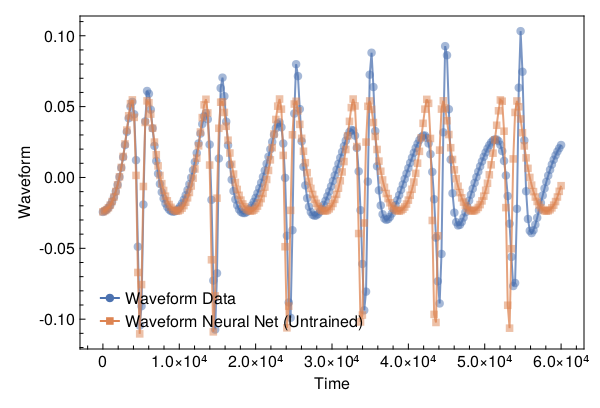 0.10
0.05
0.00
-0.05
-0.10
Waveform
Waveform Data
Waveform Neural Net (Untrained)
0 1.0×10⁴ 2.0×10⁴ 3.0×10⁴ 4.0×10⁴ 5.0×10⁴ 6.0×10⁴
Time